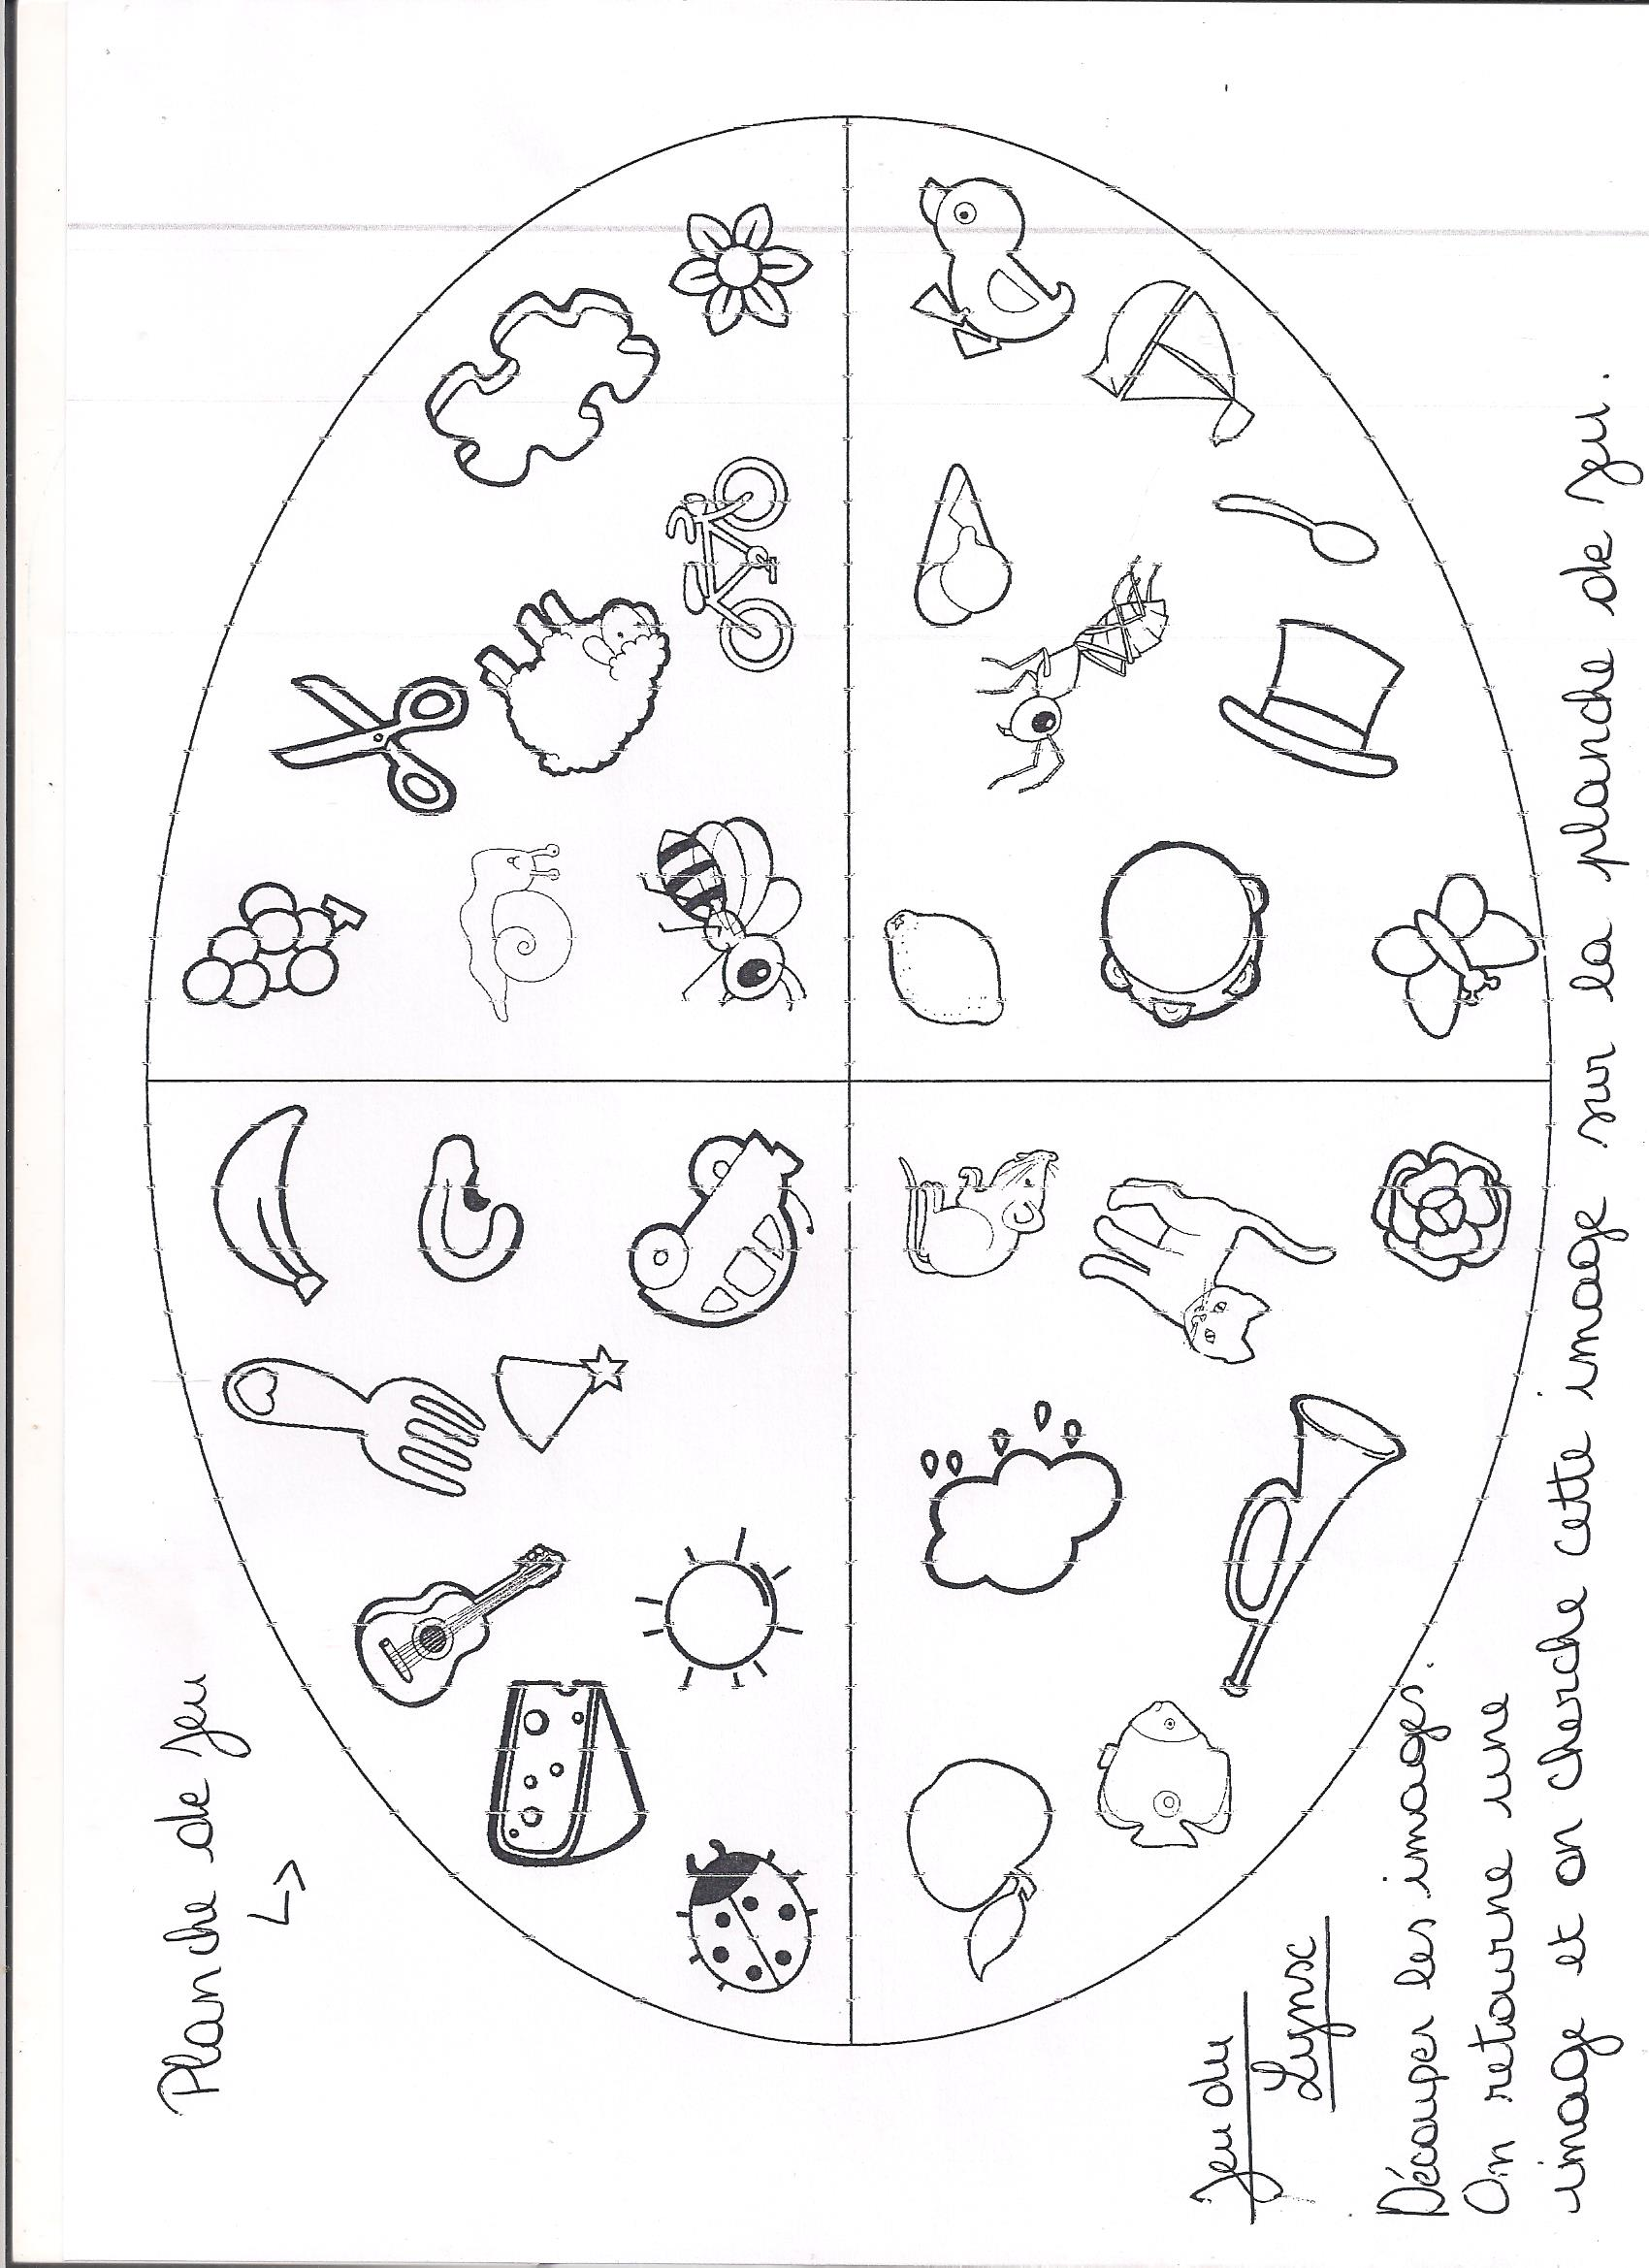 Planche de jeu
↳
Jeu du
Lynx
Découper les images.
On retourne une
image et on cherche cette image sur la planche de jeu.